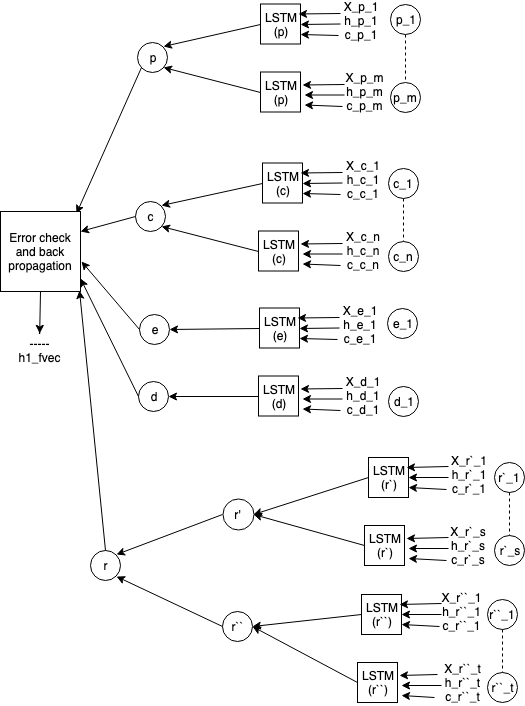 X_p_1
LSTM
(p)
h_p_1
c_p_1
p_1
p
X_p_m
LSTM
(p)
h_p_m
c_p_m
p_m
X_c_1
LSTM
(c)
h_c_1
c_c_1
c_1
c
X_c_n
LSTM
(c)
h_c_n
c_c_n
c_n
Error check
and back
propagation
-----
h1_fvec
X_e_1
LSTM
(e)
h_e_1
c_e_1
e_1
e
X_d_1
LSTM
(d)
h_d_1
c_d_1
d_1
d
X_r`_1
LSTM
(r`)
h_r`_1
c_r`_1
r`_1
r'
X_r`_s
LSTM
(r`)
h_r`_s
c_r`_s
r`_s
r
X_r``_1
LSTM
(r``)
h_r``_1
c_r``_1
r``_1
r``
X_r``_t
LSTM
(r``)
h_r``_t
c_r``_t
r``_t